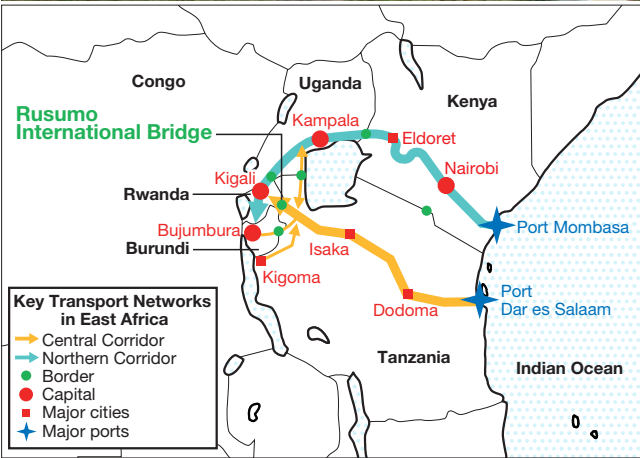 Congo
Uganda
Kenya
Rusumo
International Bridge
Kampala
Eldoret
Nairobi
Kigali
Rwanda
Bujumbura
Burundi
Port Mombasa
Isaka
Kigoma
Dodoma
Port
Dar es Salaam
Tanzania
Indian Ocean
Key Transport Networks
in East Africa
Central Corridor
Northern Corridor
Border
Capital
Major cities
Major ports